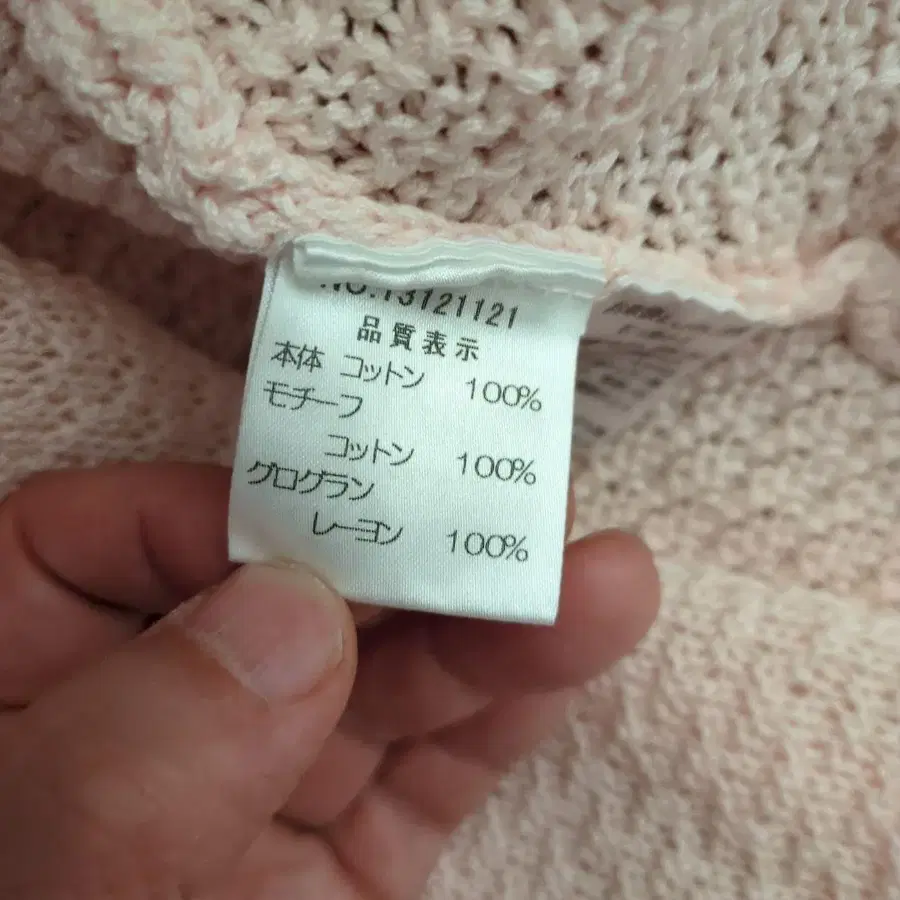 NO.13121121
品質表示
本体 コットン 100%
モチーフ
コットン 100%
グログラン
レーヨン 100%